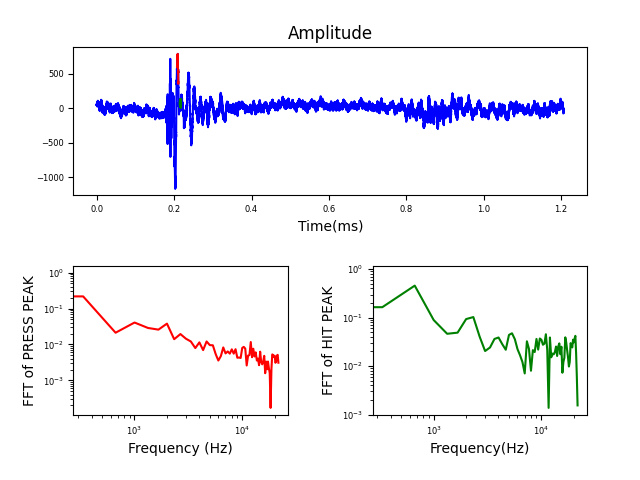 Amplitude
500
0
−500
−1000
0.0 0.2 0.4 0.6 0.8 1.0 1.2
Time(ms)
FFT of PRESS PEAK
10⁰
10⁻¹
10⁻²
10⁻³
10³ 10⁴
Frequency (Hz)
FFT of HIT PEAK
10⁰
10⁻¹
10⁻²
10⁻³
10³ 10⁴
Frequency(Hz)